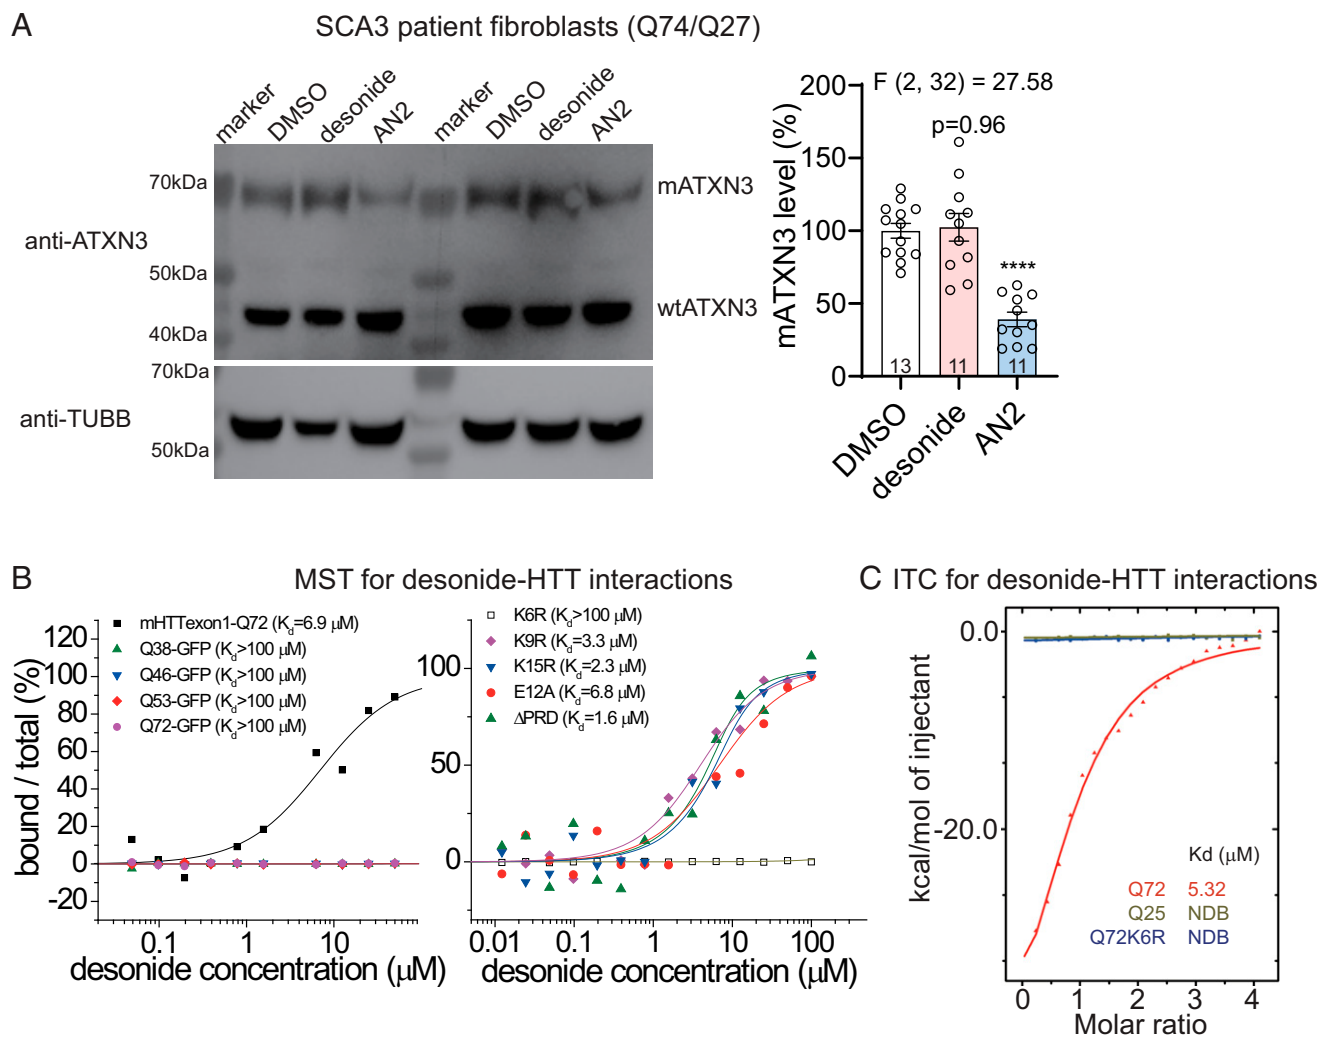 A
SCA3 patient fibroblasts (Q74/Q27)
marker
DMSO
desonide
AN2
marker
DMSO
desonide
AN2
anti-ATXN3
70kDa
50kDa
40kDa
mATXN3
wtATXN3
anti-TUBB
70kDa
50kDa
mATXN3 level (%)
200
150
100
50
0
F (2, 32) = 27.58
p=0.96
****
13
11
11
DMSO
desonide
AN2
B
MST for desonide-HTT interactions
bound / total (%)
120
100
80
60
40
20
0
-20
mHTTexon1-Q72 (Kd=6.9 μM)
Q38-GFP (Kd>100 μM)
Q46-GFP (Kd>100 μM)
Q53-GFP (Kd>100 μM)
Q72-GFP (Kd>100 μM)
0.1
1
10
desonide concentration (μM)
100
50
0
K6R (Kd>100 μM)
K9R (Kd=3.3 μM)
K15R (Kd=2.3 μM)
E12A (Kd=6.8 μM)
ΔPRD (Kd=1.6 μM)
0.01
0.1
1
10
100
desonide concentration (μM)
C ITC for desonide-HTT interactions
kcal/mol of injectant
0.0
-20.0
Kd (μM)
Q72 5.32
Q25 NDB
Q72K6R NDB
0
1
2
3
4
Molar ratio